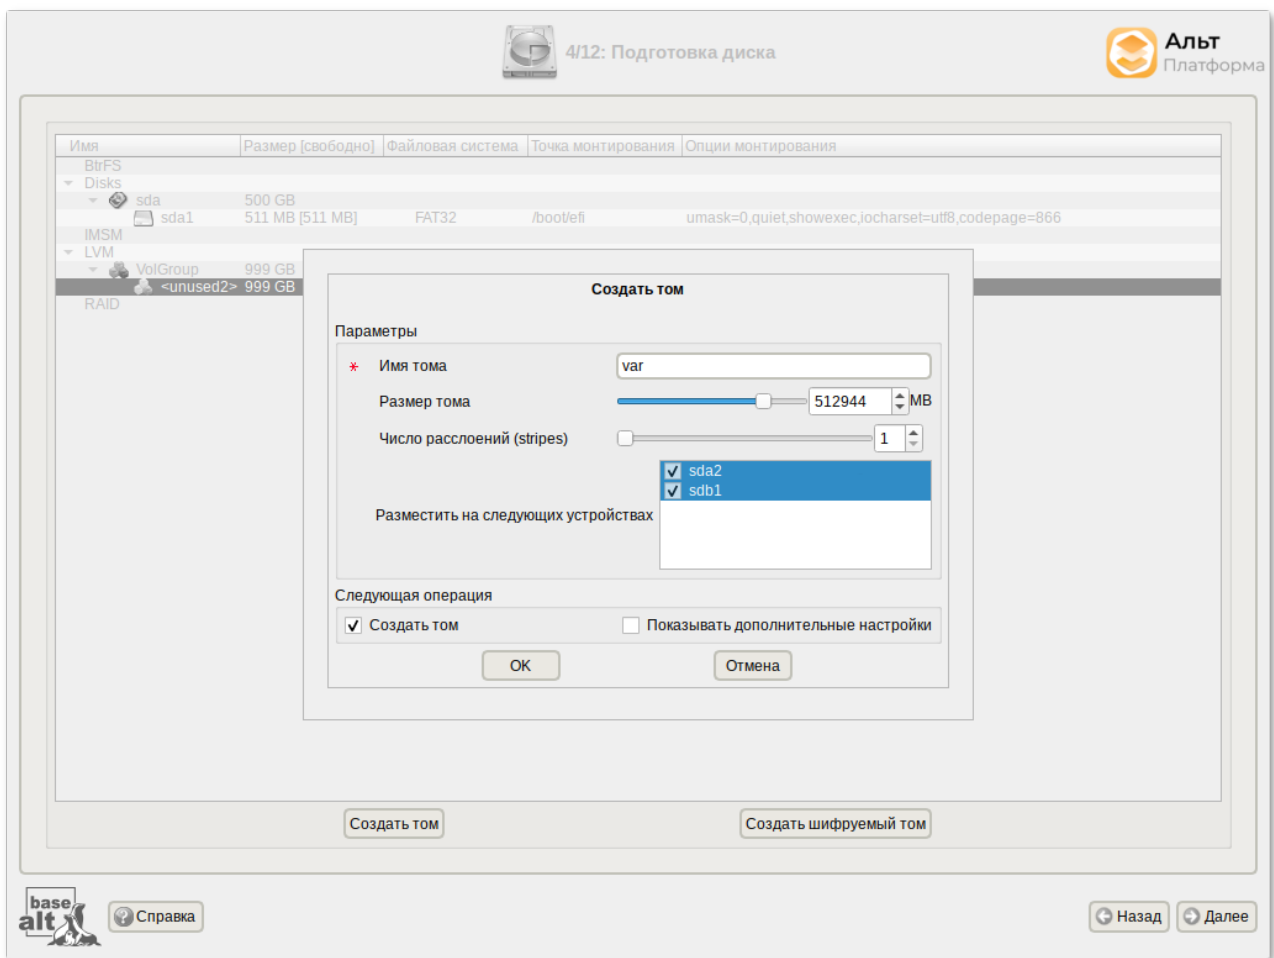 4/12: Подготовка диска
Альт
Платформа
Имя Размер [свободно] Файловая система Точка монтирования Опции монтирования
BtrFS
Disks
sda 500 GB
sda1 511 MB [511 MB] FAT32 /boot/efi umask=0,quiet,showexec,iocharset=utf8,codepage=866
IMSM
LVM
VolGroup 999 GB
<unused2> 999 GB
RAID
Создать том
Параметры
* Имя тома var
Размер тома 512944 MB
Число расслоений (stripes) 1
sda2
sdb1
Разместить на следующих устройствах
Следующая операция
Создать том Показывать дополнительные настройки
OK Отмена
Создать том Создать шифруемый том
base
alt
Справка Назад Далее